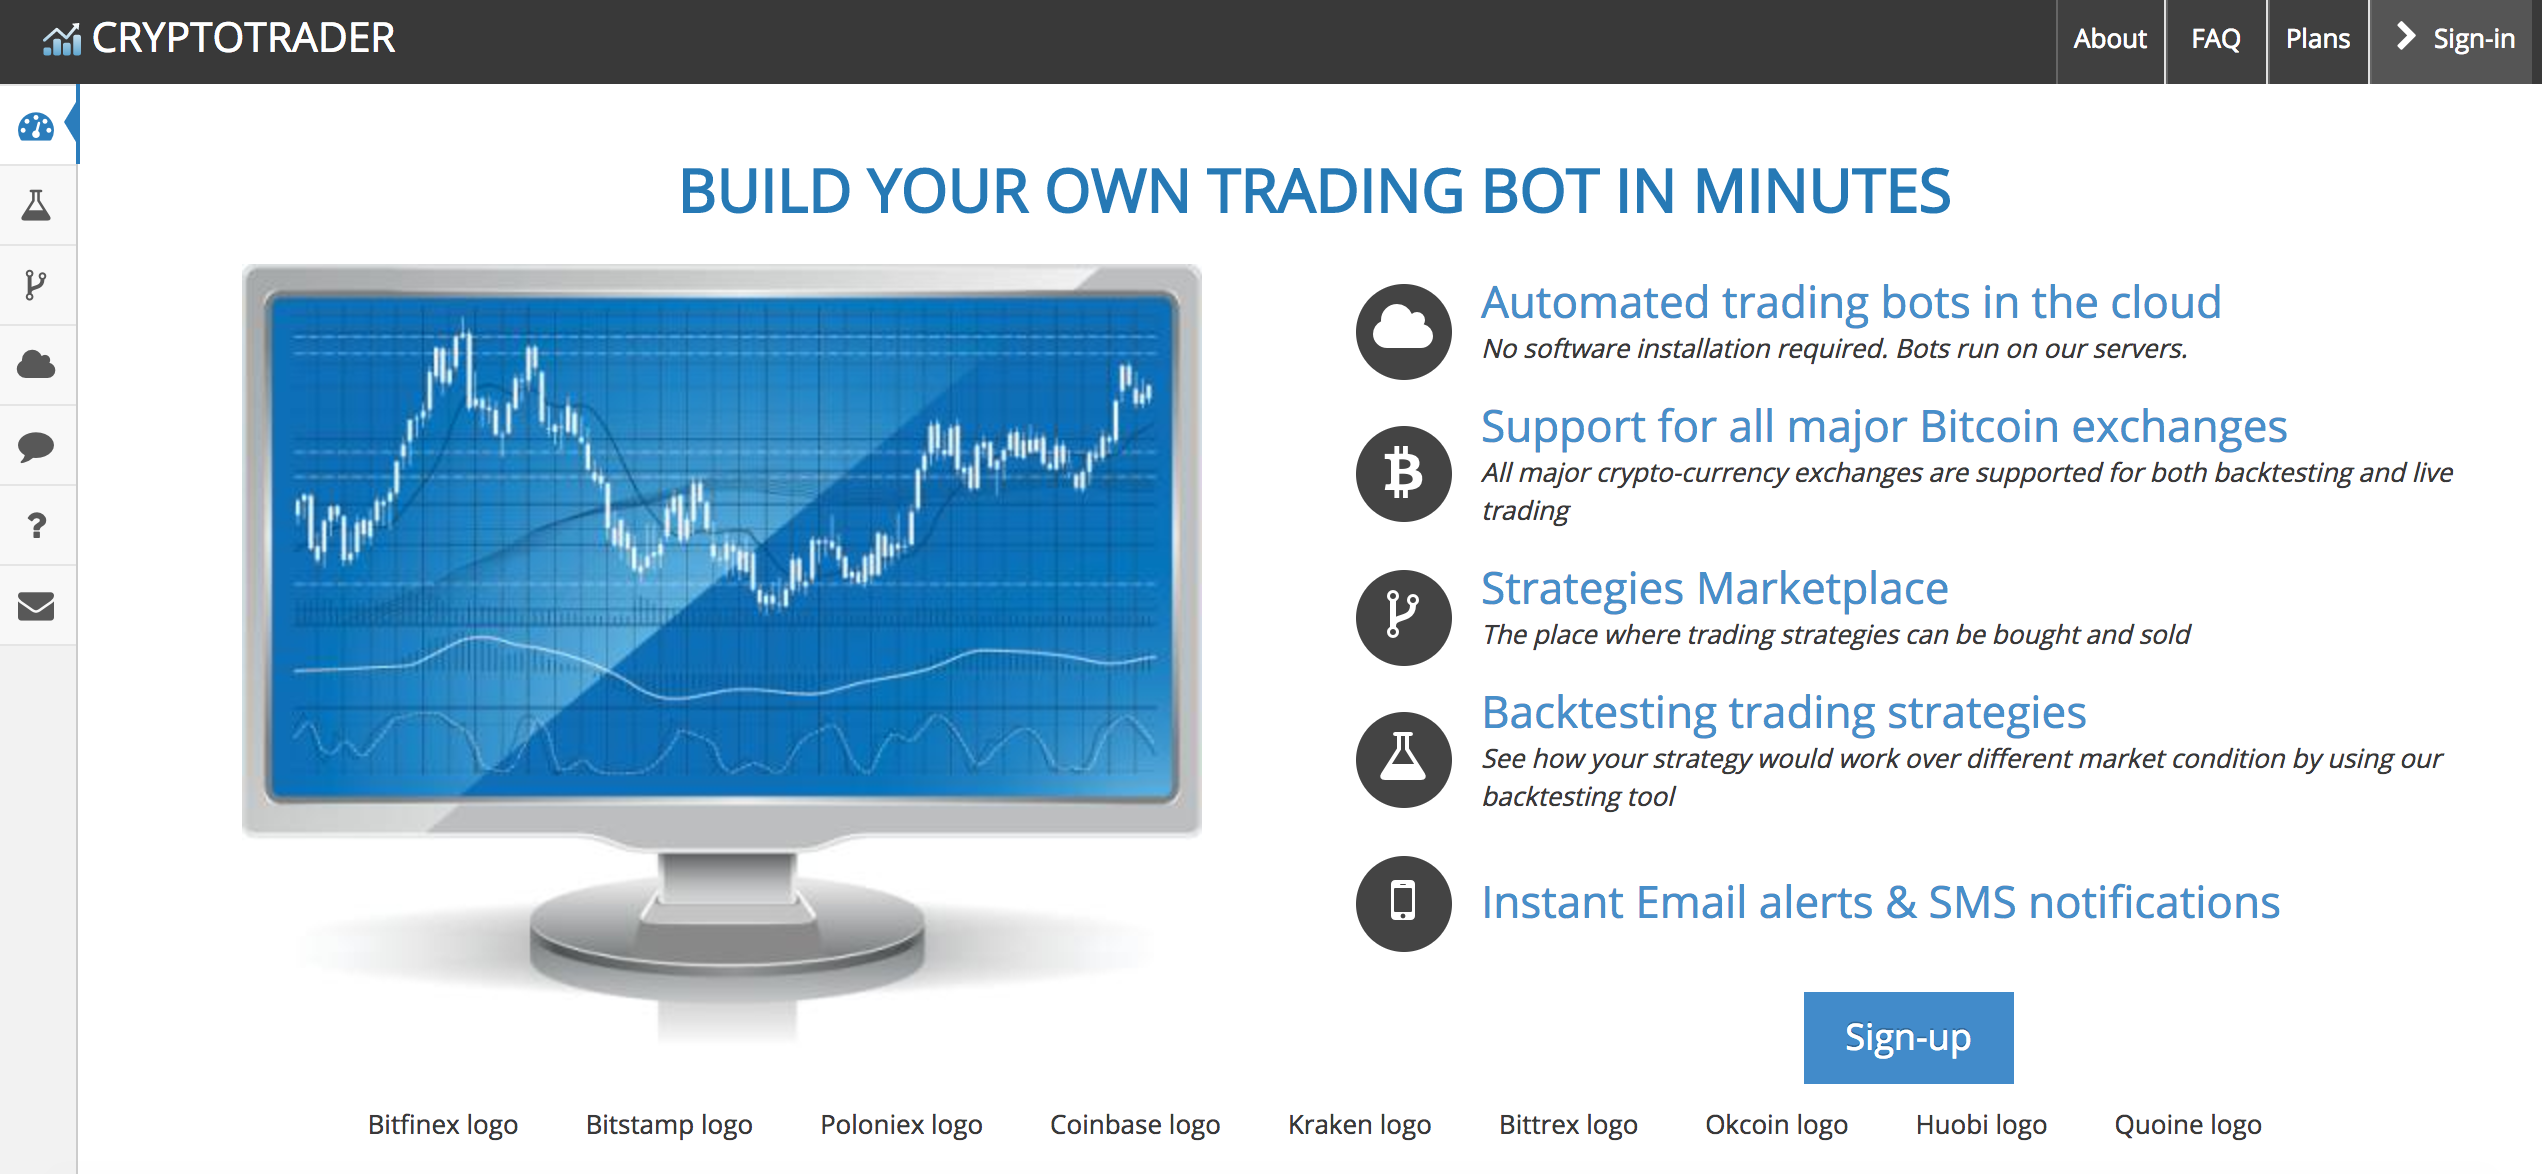 CRYPTOTRADER
About
FAQ
Plans
Sign-in
BUILD YOUR OWN TRADING BOT IN MINUTES
Automated trading bots in the cloud
No software installation required. Bots run on our servers.
Support for all major Bitcoin exchanges
All major crypto-currency exchanges are supported for both backtesting and live
trading
Strategies Marketplace
The place where trading strategies can be bought and sold
Backtesting trading strategies
See how your strategy would work over different market condition by using our
backtesting tool
Instant Email alerts & SMS notifications
Sign-up
Bitfinex logo
Bitstamp logo
Poloniex logo
Coinbase logo
Kraken logo
Bittrex logo
Okcoin logo
Huobi logo
Quoine logo